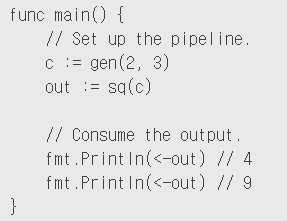 func main() {
    // Set up the pipeline.
    c := gen(2, 3)
    out := sq(c)

    // Consume the output.
    fmt.Println(<-out) // 4
    fmt.Println(<-out) // 9
}